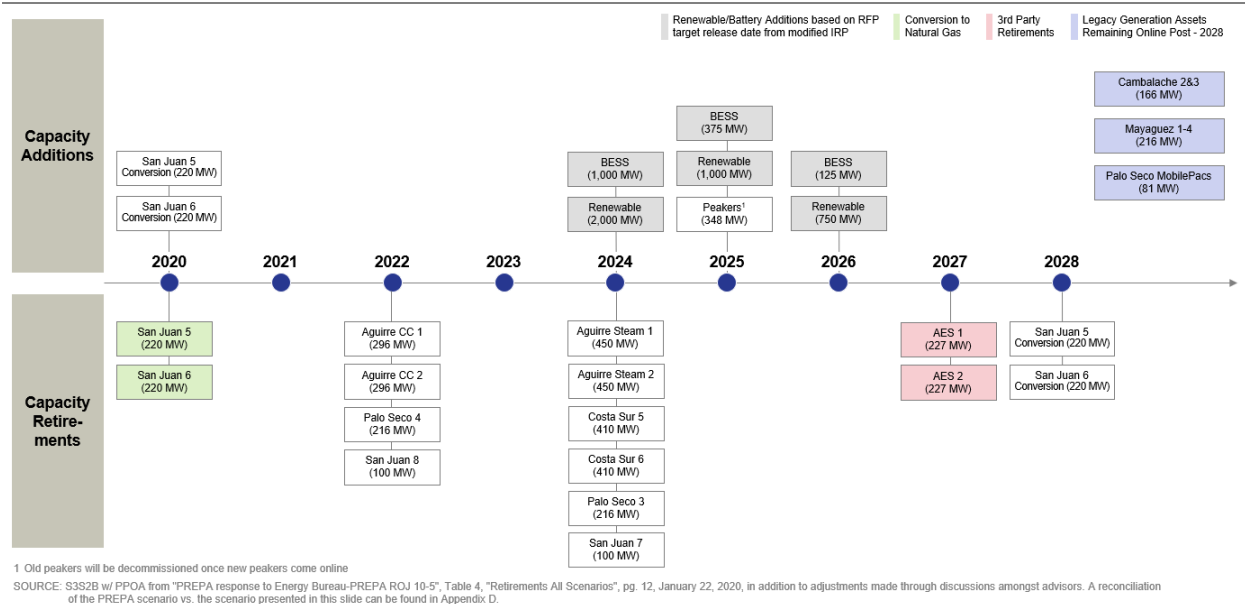 Renewable/Battery Additions based on RFP
target release date from modified IRP
Conversion to
Natural Gas
3rd Party
Retirements
Legacy Generation Assets
Remaining Online Post - 2028
Capacity
Additions
San Juan 5
Conversion (220 MW)
San Juan 6
Conversion (220 MW)
BESS
(1,000 MW)
Renewable
(2,000 MW)
BESS
(375 MW)
Renewable
(1,000 MW)
Peakers¹
(348 MW)
BESS
(125 MW)
Renewable
(750 MW)
Cambalache 2&3
(166 MW)
Mayaguez 1-4
(216 MW)
Palo Seco MobilePacs
(81 MW)
2020
2021
2022
2023
2024
2025
2026
2027
2028
Capacity
Retire-
ments
San Juan 5
(220 MW)
San Juan 6
(220 MW)
Aguirre CC 1
(296 MW)
Aguirre CC 2
(296 MW)
Palo Seco 4
(216 MW)
San Juan 8
(100 MW)
Aguirre Steam 1
(450 MW)
Aguirre Steam 2
(450 MW)
Costa Sur 5
(410 MW)
Costa Sur 6
(410 MW)
Palo Seco 3
(216 MW)
San Juan 7
(100 MW)
AES 1
(227 MW)
AES 2
(227 MW)
San Juan 5
Conversion (220 MW)
San Juan 6
Conversion (220 MW)
1 Old peakers will be decommissioned once new peakers come online
SOURCE: S3S2B w/ PPOA from "PREPA response to Energy Bureau-PREPA ROJ 10-5", Table 4, "Retirements All Scenarios", pg. 12, January 22, 2020, in addition to adjustments made through discussions amongst advisors. A reconciliation
of the PREPA scenario vs. the scenario presented in this slide can be found in Appendix D.